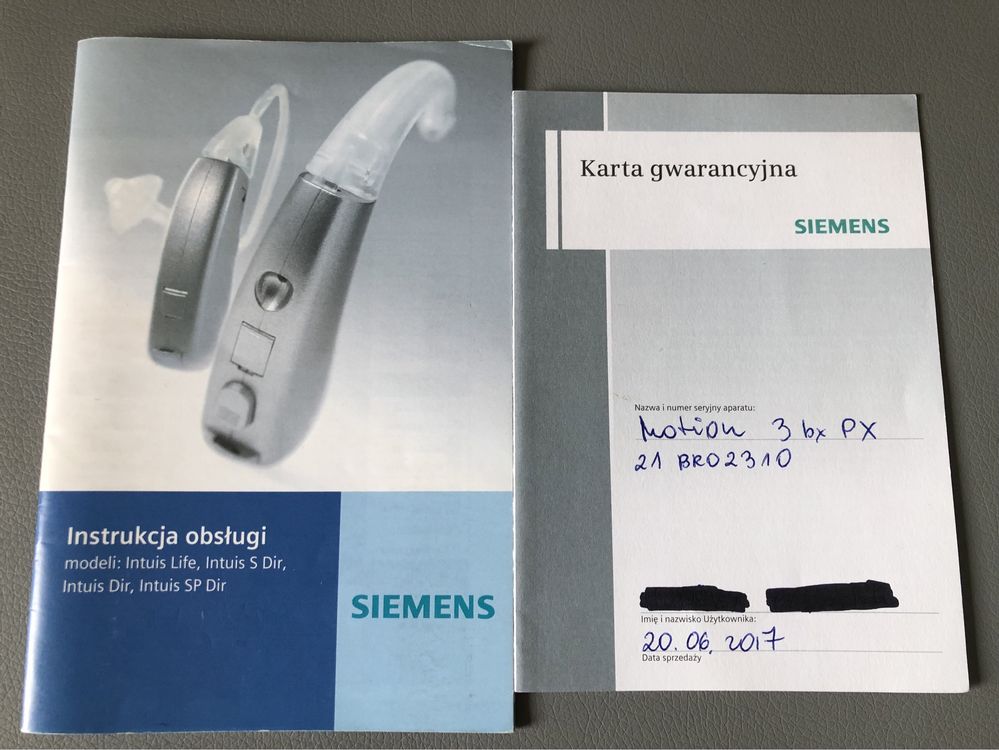 Instrukcja obsługi
modeli: Intuis Life, Intuis S Dir,
Intuis Dir, Intuis SP Dir
SIEMENS
Karta gwarancyjna
SIEMENS
Nazwa i numer seryjny aparatu:
Motion 3 bx PX
21 BR02310
Imię i nazwisko Użytkownika:
20.06.2017
Data sprzedaży